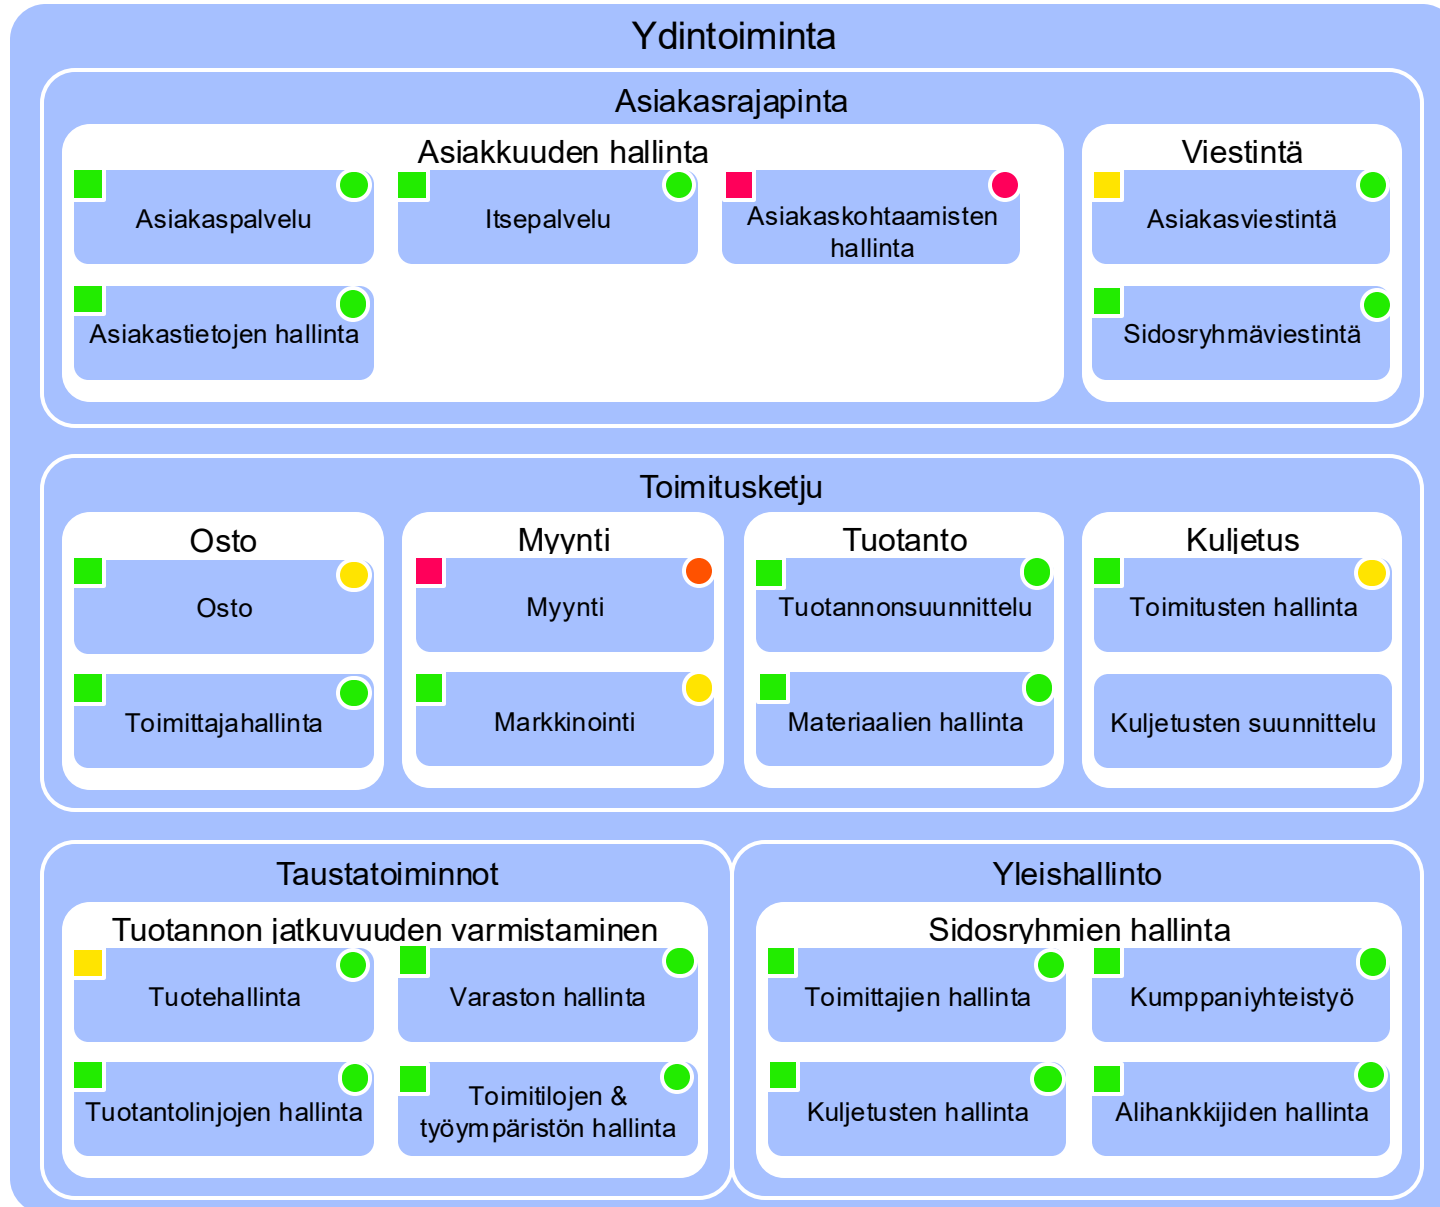 Ydintoiminta
Asiakasrajapinta
Asiakkuuden hallinta
Asiakaspalvelu
Itsepalvelu
Asiakaskohtaamisten
hallinta
Asiakastietojen hallinta
Viestintä
Asiakasviestintä
Sidosryhmäviestintä
Toimitusketju
Osto
Osto
Toimittajahallinta
Myynti
Myynti
Markkinointi
Tuotanto
Tuotannonsuunnittelu
Materiaalien hallinta
Kuljetus
Toimitusten hallinta
Kuljetusten suunnittelu
Taustatoiminnot
Tuotannon jatkuvuuden varmistaminen
Tuotehallinta
Varaston hallinta
Tuotantolinjojen hallinta
Toimitilojen &
työympäristön hallinta
Yleishallinto
Sidosryhmien hallinta
Toimittajien hallinta
Kumppaniyhteistyö
Kuljetusten hallinta
Alihankkijiden hallinta